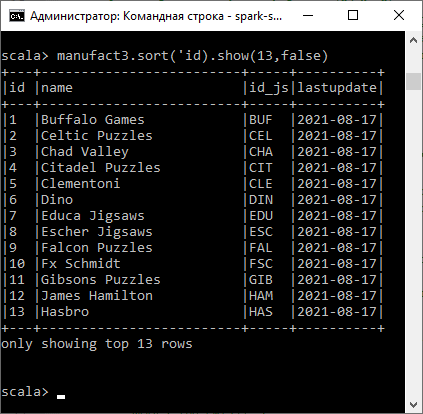 Администратор: Командная строка - spark-s...
scala> manufact3.sort('id).show(13,false)
+---+--------------------------+-----+----------+
|id |name                      |id_js|lastupdate|
+---+--------------------------+-----+----------+
|1  |Buffalo Games             |BUF  |2021-08-17|
|2  |Celtic Puzzles            |CEL  |2021-08-17|
|3  |Chad Valley               |CHA  |2021-08-17|
|4  |Citadel Puzzles           |CIT  |2021-08-17|
|5  |Clementoni                |CLE  |2021-08-17|
|6  |Dino                      |DIN  |2021-08-17|
|7  |Educa Jigsaws             |EDU  |2021-08-17|
|8  |Escher Jigsaws            |ESC  |2021-08-17|
|9  |Falcon Puzzles            |FAL  |2021-08-17|
|10 |Fx Schmidt                |FSC  |2021-08-17|
|11 |Gibsons Puzzles           |GIB  |2021-08-17|
|12 |James Hamilton            |HAM  |2021-08-17|
|13 |Hasbro                    |HAS  |2021-08-17|
+---+--------------------------+-----+----------+
only showing top 13 rows
scala>